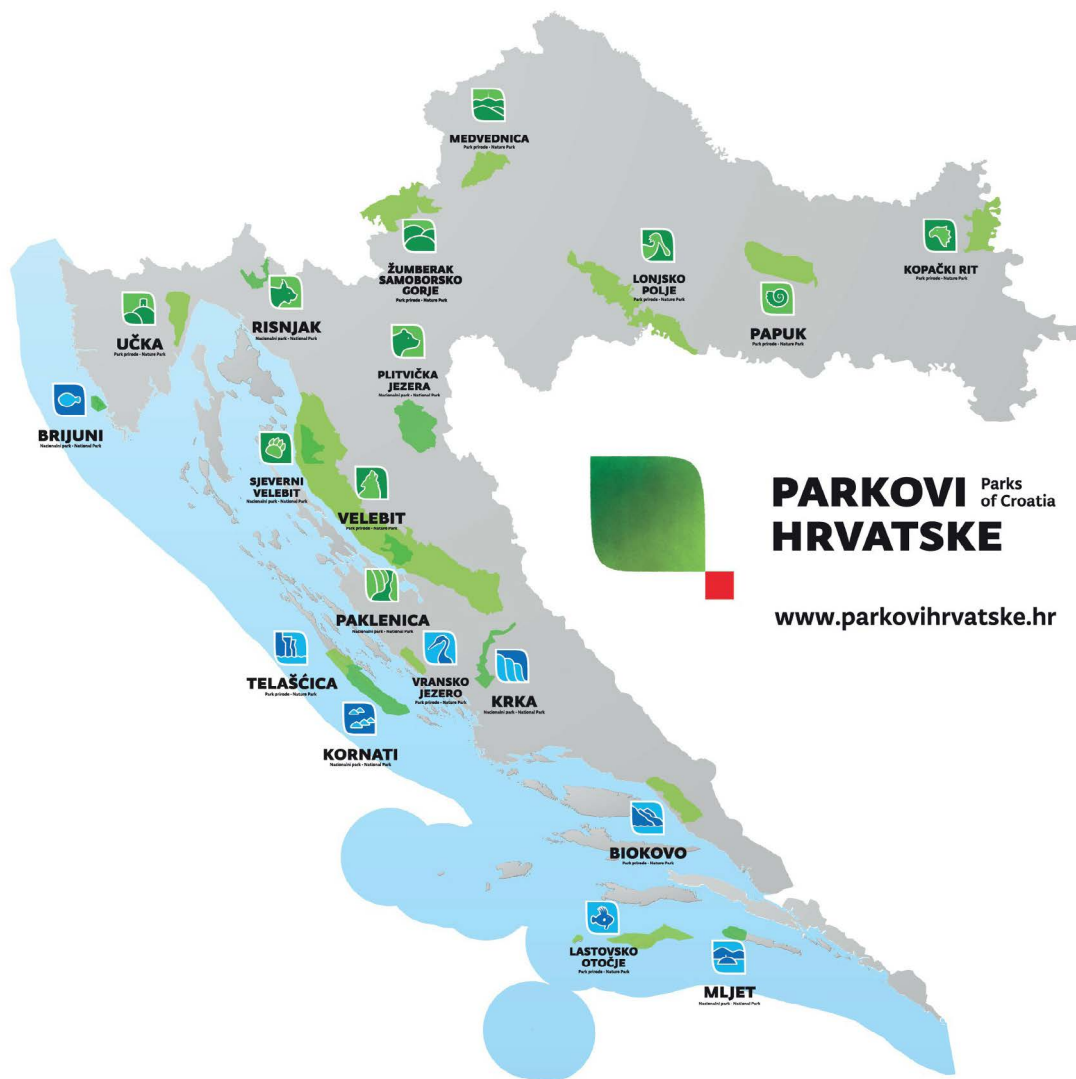 MEDVEDNICA
Park prirode - Nature Park
ŽUMBERAK
SAMOBORSKO
GORJE
Park prirode - Nature Park
LONJSKO
POLJE
Park prirode - Nature Park
KOPAČKI RIT
Park prirode - Nature Park
PAPUK
Park prirode - Nature Park
RISNJAK
Nacionalni park - National Park
UČKA
Park prirode - Nature Park
PLITVIČKA
JEZERA
Nacionalni park - National Park
BRIJUNI
Nacionalni park - National Park
SJEVERNI
VELEBIT
Nacionalni park - National Park
VELEBIT
Park prirode - Nature Park
PARKOVI
HRVATSKE
Parks
of Croatia
www.parkovihrvatske.hr
PAKLENICA
Nacionalni park - National Park
TELAŠĆICA
Park prirode - Nature Park
VRANSKO
JEZERO
Park prirode - Nature Park
KRKA
Nacionalni park - National Park
KORNATI
Nacionalni park - National Park
BIOKOVO
Park prirode - Nature Park
LASTOVSKO
OTOČJE
Park prirode - Nature Park
MLJET
Nacionalni park - National Park